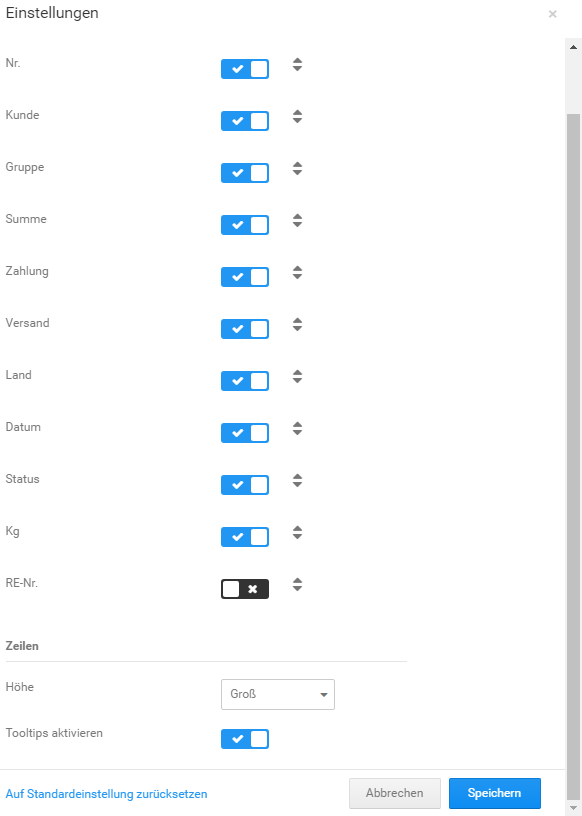 Einstellungen
Nr.
Kunde
Gruppe
Summe
Zahlung
Versand
Land
Datum
Status
Kg
RE-Nr.
Zeilen
Höhe Groß
Tooltips aktivieren
Auf Standardeinstellung zurücksetzen Abbrechen Speichern